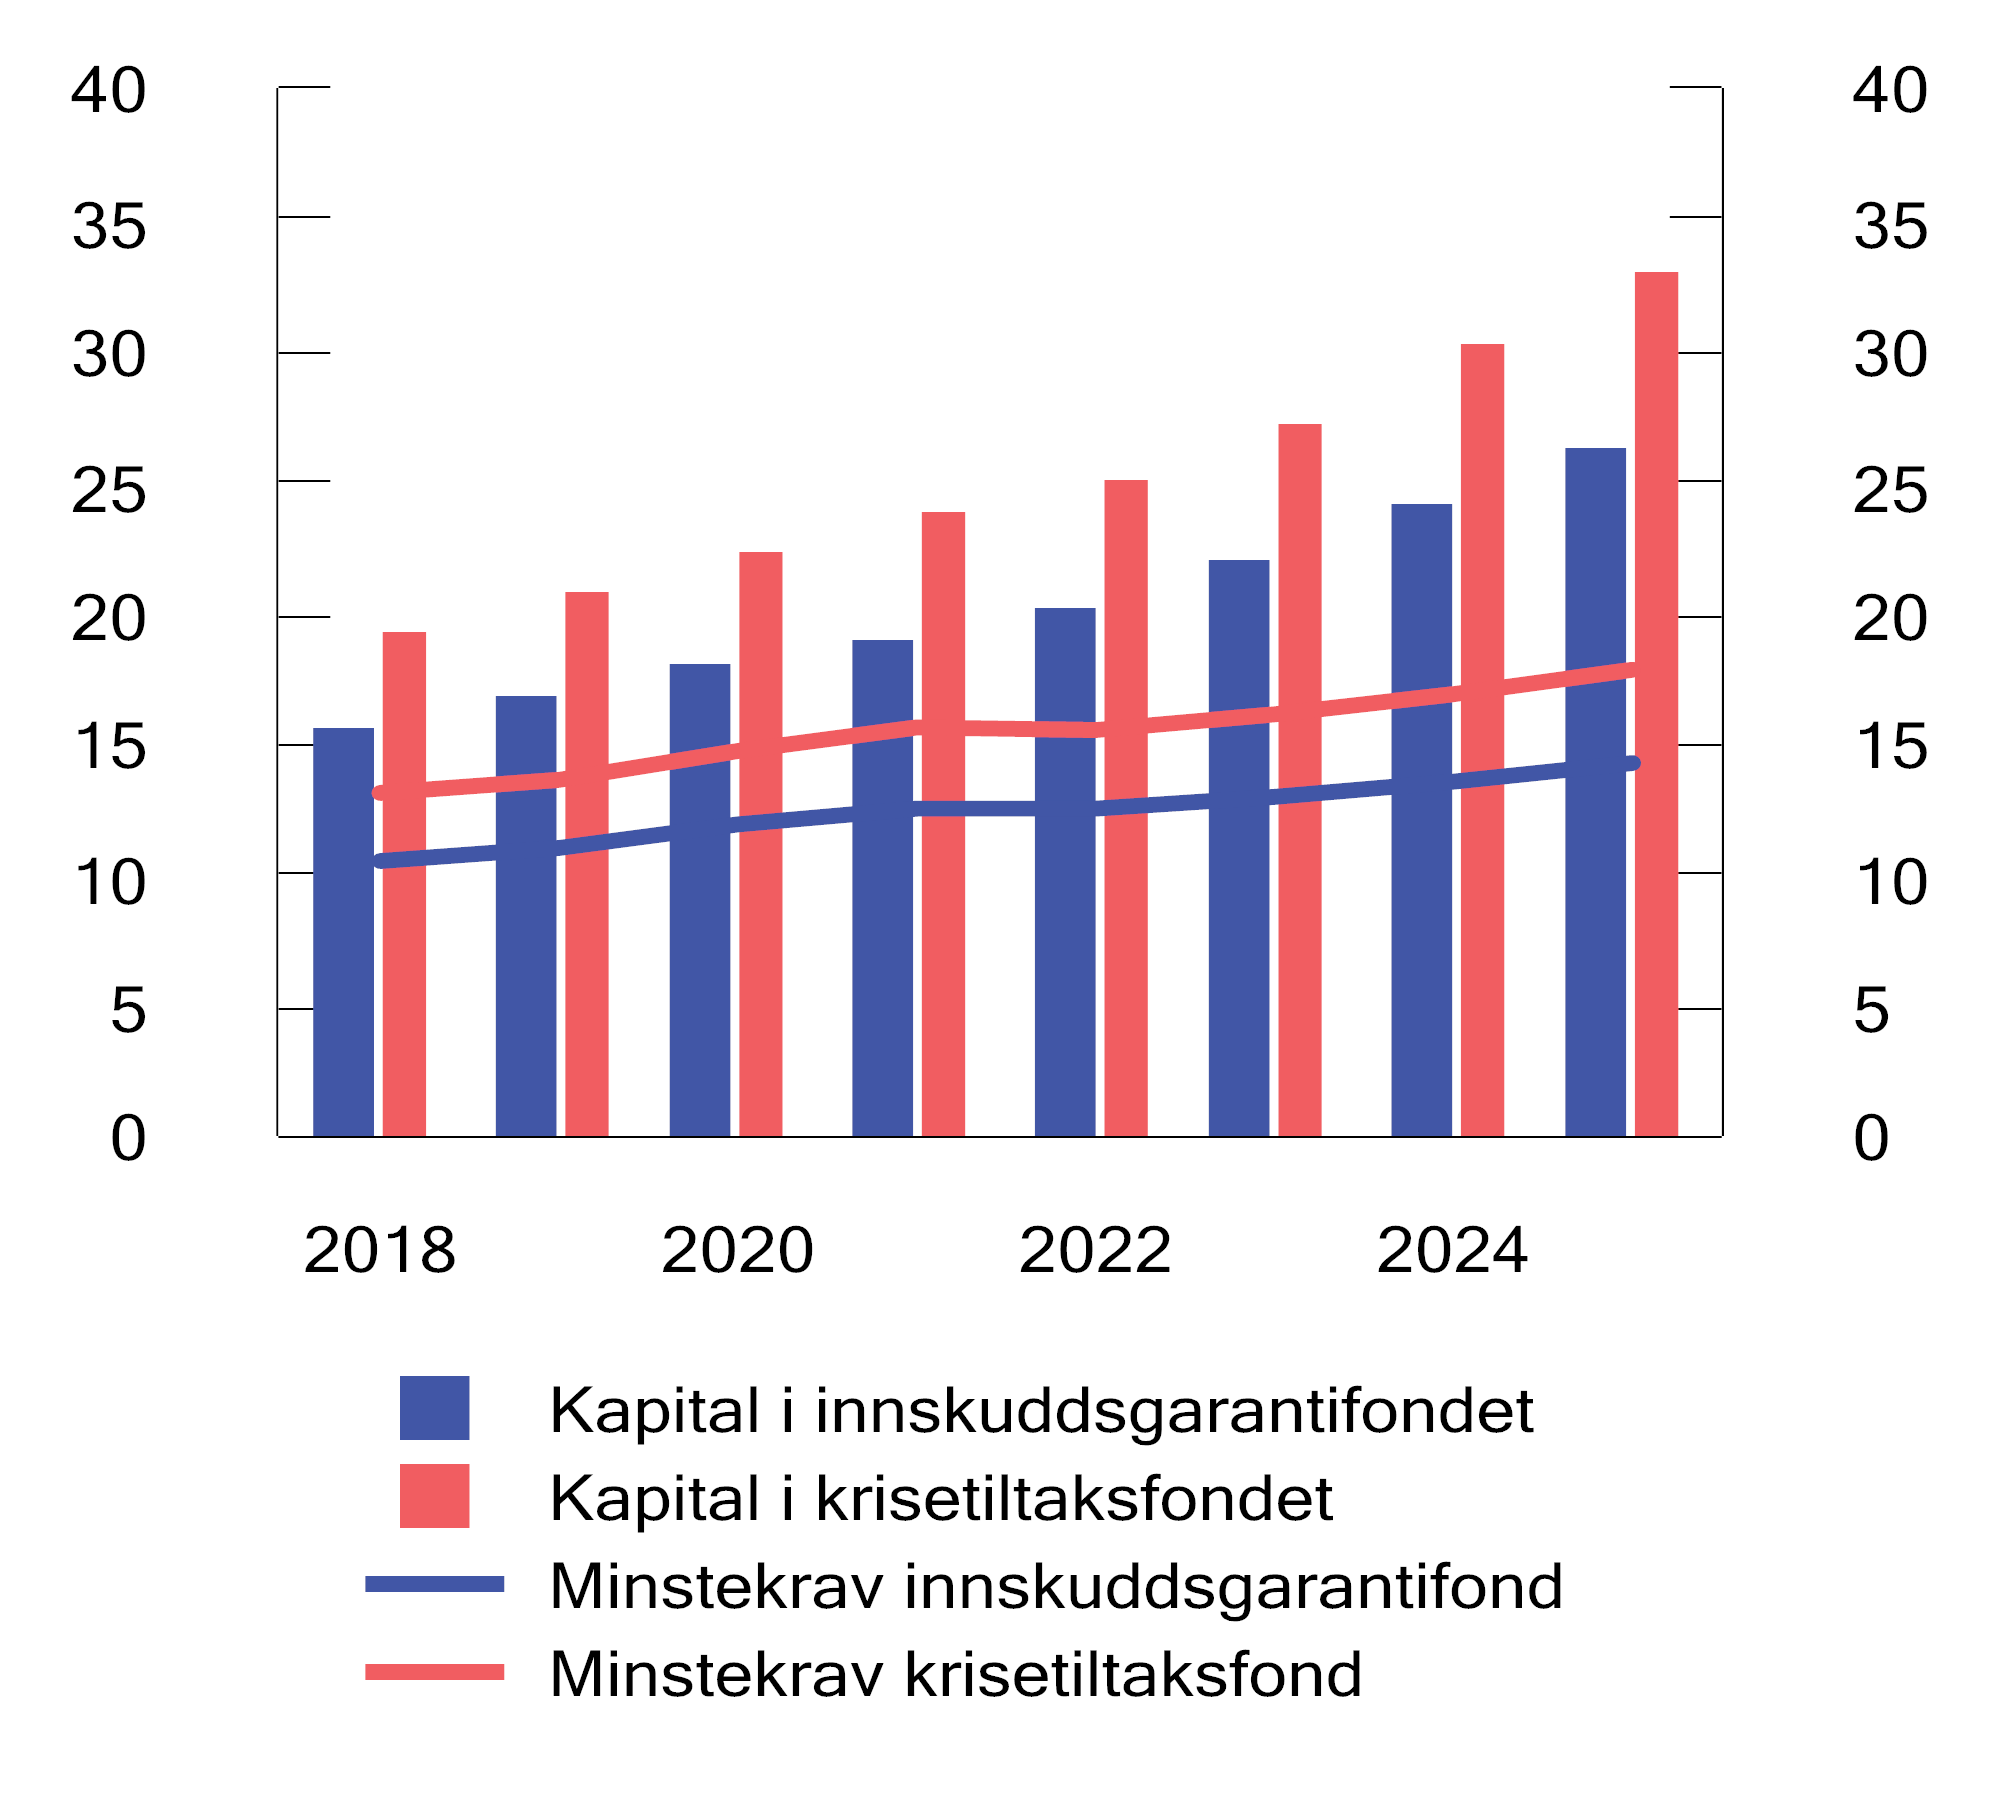 40 40
35 35
30 30
25 25
20 20
15 15
10 10
5 5
0 0
2018 2020 2022 2024
Kapital i innskuddsgarantifondet
Kapital i krisetiltaksfondet
Minstekrav innskuddsgarantifond
Minstekrav krisetiltaksfond